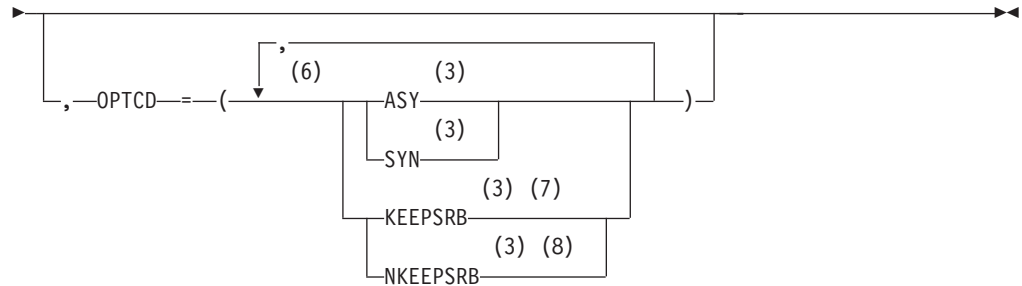 ,
(6) (3)
, OPTCD = ( ASY )
(3)
SYN
(3) (7)
KEEPSRB
(3) (8)
NKEEPSRB